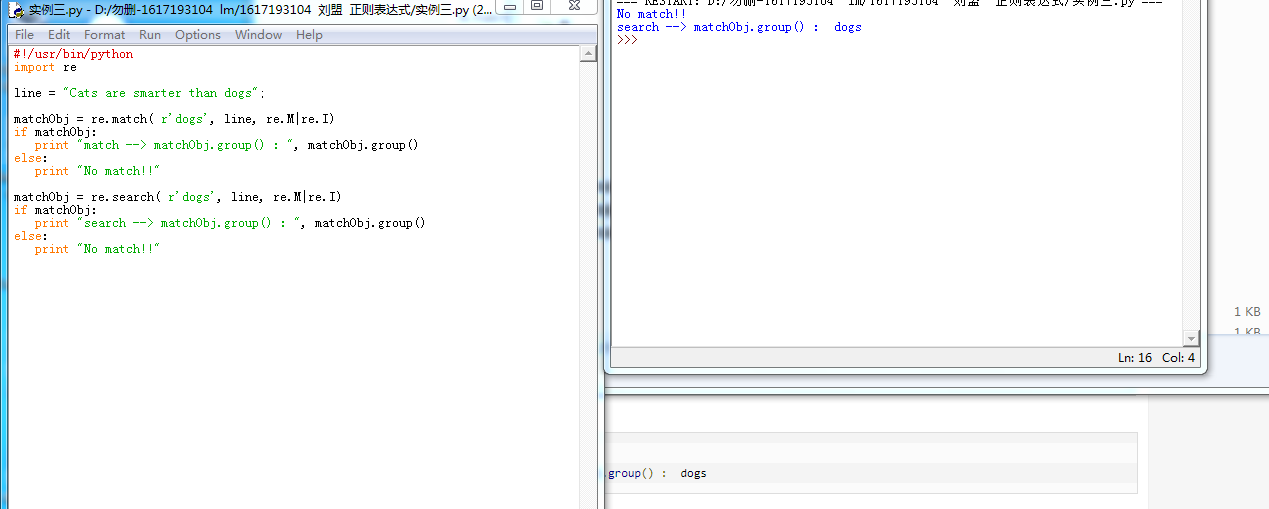 实例三.py - D:/勿删-1617193104 lm/1617193104 刘盟 正则表达式/实例三.py (2...
File Edit Format Run Options Window Help
#!/usr/bin/python
import re
line = "Cats are smarter than dogs";
matchObj = re.match( r'dogs', line, re.M|re.I)
if matchObj:
print "match --> matchObj.group() : ", matchObj.group()
else:
print "No match!!"
matchObj = re.search( r'dogs', line, re.M|re.I)
if matchObj:
print "search --> matchObj.group() : ", matchObj.group()
else:
print "No match!!"
=== RESTART: D:/勿删-1617193104 lm/1617193104 刘盟 正则表达式/实例三.py ===
No match!!
search --> matchObj.group() : dogs
>>>
Ln: 16 Col: 4
1 KB
1 KB
.group() : dogs